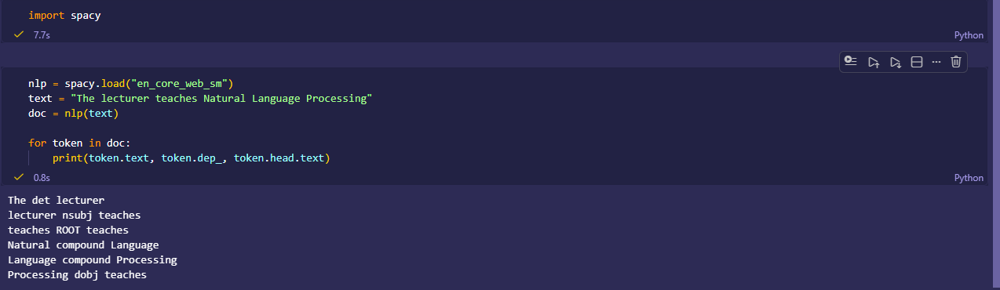 import spacy
7.7s
Python
nlp = spacy.load("en_core_web_sm")
text = "The lecturer teaches Natural Language Processing"
doc = nlp(text)
for token in doc:
    print(token.text, token.dep_, token.head.text)
0.8s
Python
The det lecturer
lecturer nsubj teaches
teaches ROOT teaches
Natural compound Language
Language compound Processing
Processing dobj teaches